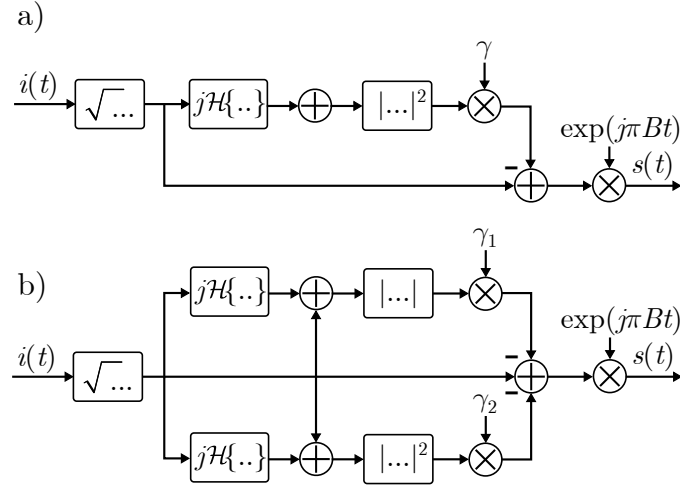 a)
γ
i(t)
√...
jℋ{..}
|...|²
exp(jπBt)
s(t)
−
γ₁
b)
jℋ{..}
|...|
exp(jπBt)
−
i(t)
√...
s(t)
−
γ₂
jℋ{..}
|...|²